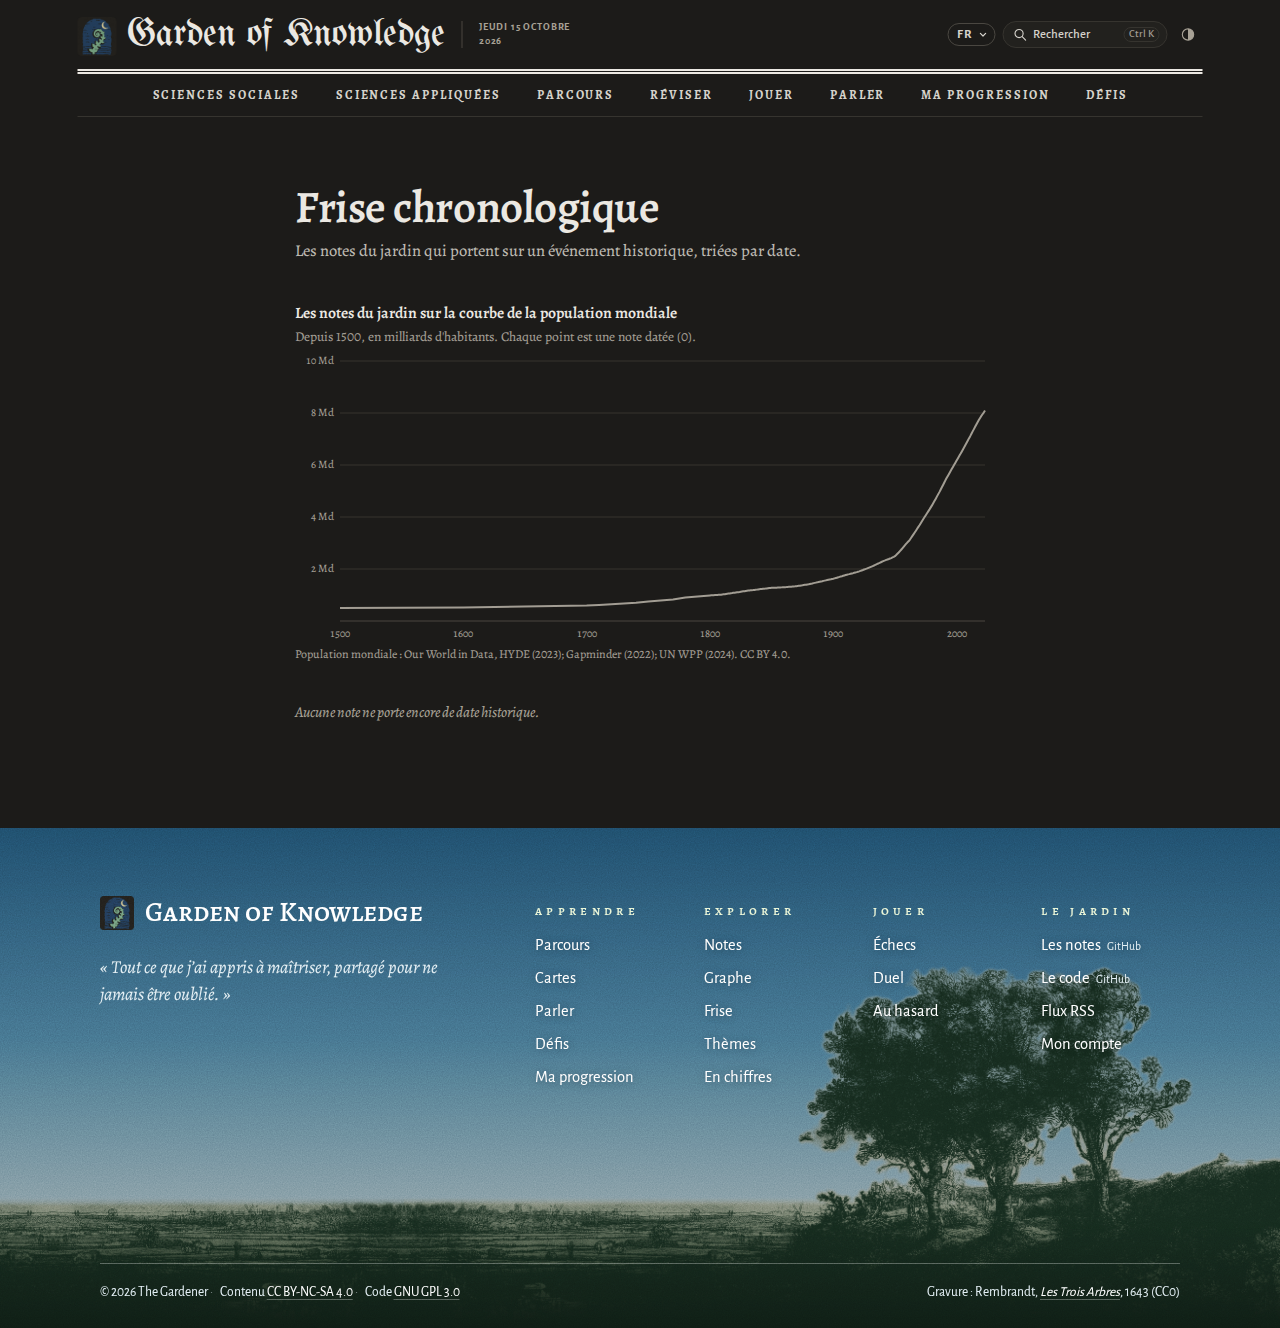 Garden of Knowledge
JEUDI 15 OCTOBRE
2026
FR
Rechercher
Ctrl K
SCIENCES SOCIALES
SCIENCES APPLIQUÉES
PARCOURS
RÉVISER
JOUER
PARLER
MA PROGRESSION
DÉFIS
Frise chronologique
Les notes du jardin qui portent sur un événement historique, triées par date.
Les notes du jardin sur la courbe de la population mondiale
Depuis 1500, en milliards d'habitants. Chaque point est une note datée (0).
10 Md
8 Md
6 Md
4 Md
2 Md
1500 1600 1700 1800 1900 2000
Population mondiale : Our World in Data, HYDE (2023); Gapminder (2022); UN WPP (2024). CC BY 4.0.
Aucune note ne porte encore de date historique.
Garden of Knowledge
« Tout ce que j’ai appris à maîtriser, partagé pour ne
jamais être oublié. »
APPRENDRE
Parcours
Cartes
Parler
Défis
Ma progression
EXPLORER
Notes
Graphe
Frise
Thèmes
En chiffres
JOUER
Échecs
Duel
Au hasard
LE JARDIN
Les notes GitHub
Le code GitHub
Flux RSS
Mon compte
© 2026 The Gardener · Contenu CC BY-NC-SA 4.0 · Code GNU GPL 3.0
Gravure : Rembrandt, Les Trois Arbres, 1643 (CC0)